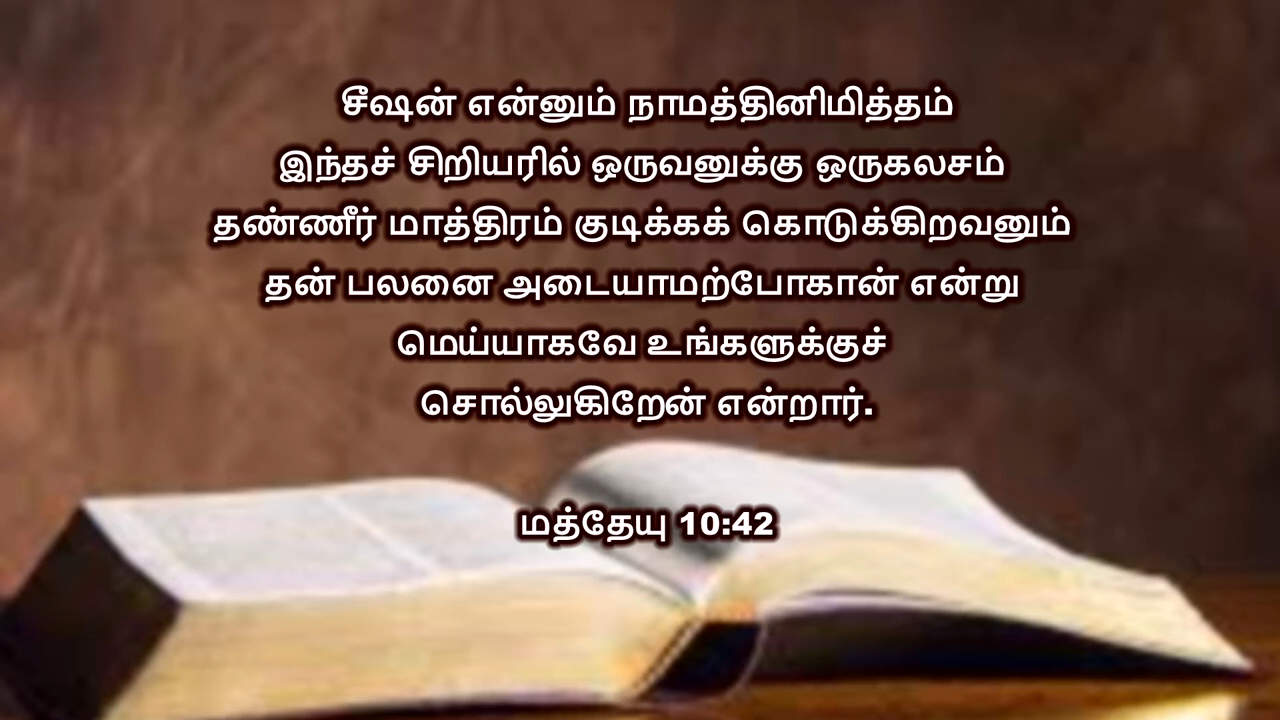 சீஷன் என்னும் நாமத்தினிமித்தம்
இந்தச் சிறியரில் ஒருவனுக்கு ஒருகலசம்
தண்ணீர் மாத்திரம் குடிக்கக் கொடுக்கிறவனும்
தன் பலனை அடையாமற்போகான் என்று
மெய்யாகவே உங்களுக்குச்
சொல்லுகிறேன் என்றார்.
மத்தேயு 10:42